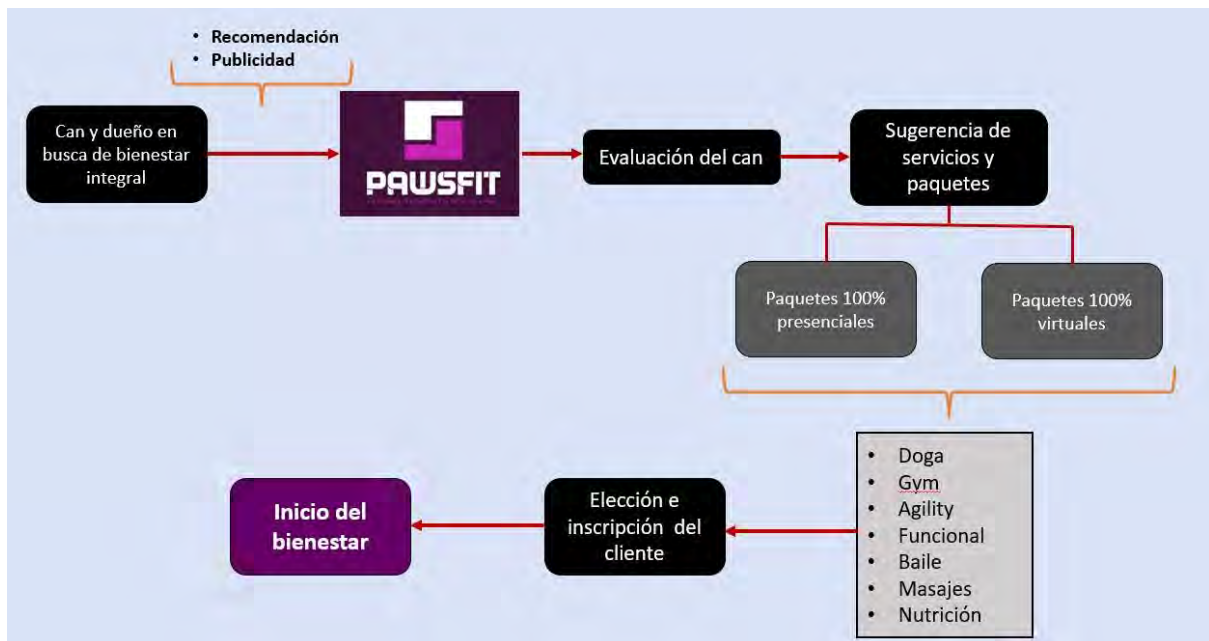 • Recomendación
• Publicidad
Can y dueño en
busca de bienestar
integral
PAWSFIT
Evaluación del can
Sugerencia de
servicios y
paquetes
Paquetes 100%
presenciales
Paquetes 100%
virtuales
• Doga
• Gym
• Agility
• Funcional
• Baile
• Masajes
• Nutrición
Elección e
inscripción del
cliente
Inicio del
bienestar